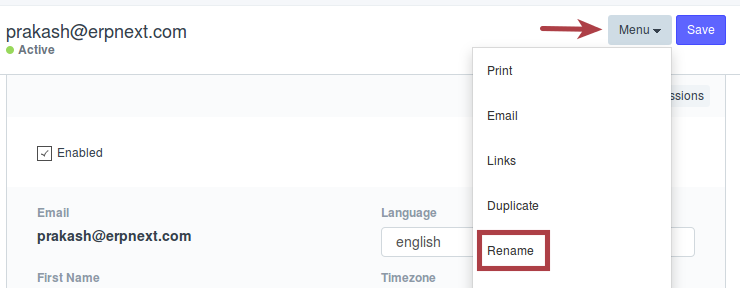 prakash@erpnext.com
Active
Menu
Save
Print
Email
Links
Duplicate
Rename
Enabled
Email
prakash@erpnext.com
First Name
Language
english
Timezone